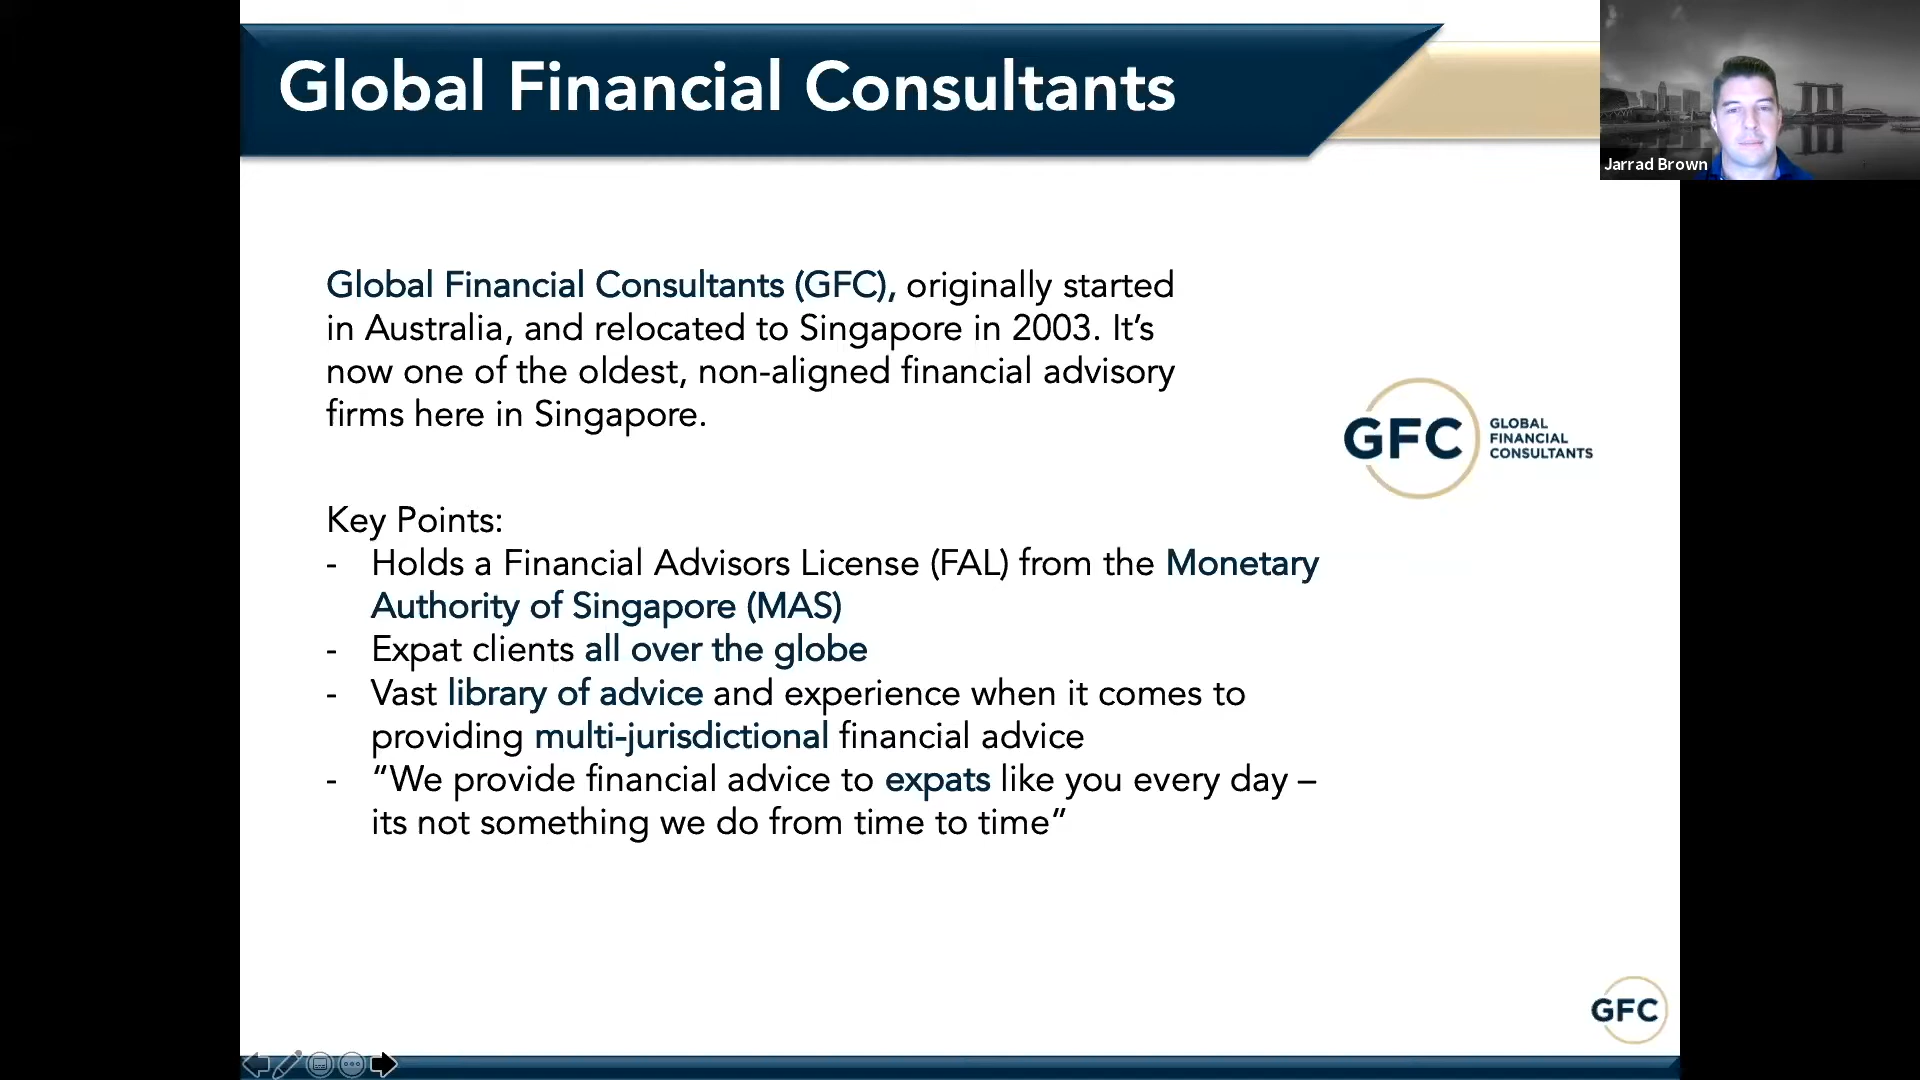 Global Financial Consultants
Jarrad Brown
Global Financial Consultants (GFC), originally started
in Australia, and relocated to Singapore in 2003. It’s
now one of the oldest, non-aligned financial advisory
firms here in Singapore.
GFC
GLOBAL
FINANCIAL
CONSULTANTS
Key Points:
- Holds a Financial Advisors License (FAL) from the Monetary
Authority of Singapore (MAS)
- Expat clients all over the globe
- Vast library of advice and experience when it comes to
providing multi-jurisdictional financial advice
- “We provide financial advice to expats like you every day –
its not something we do from time to time”
GFC